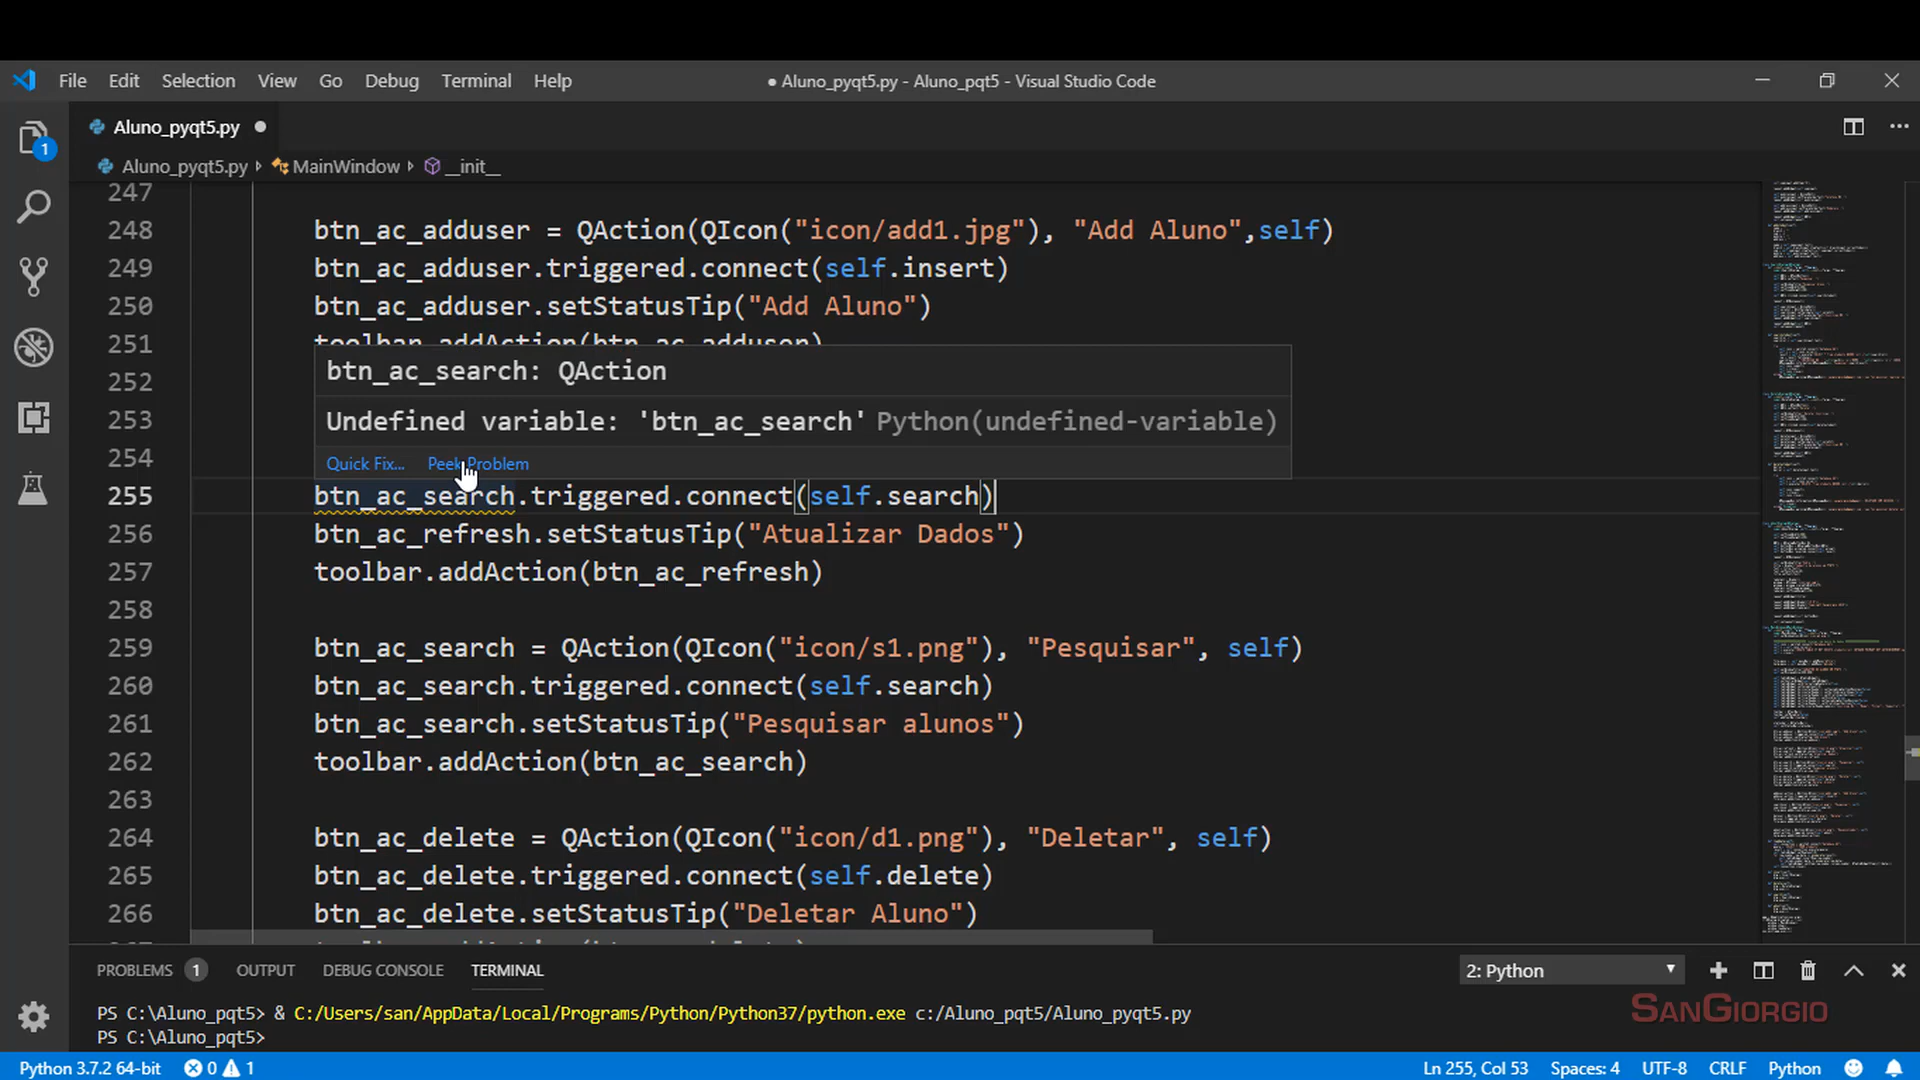 File Edit Selection View Go Debug Terminal Help
● Aluno_pyqt5.py - Aluno_pqt5 - Visual Studio Code
Aluno_pyqt5.py
1
Aluno_pyqt5.py MainWindow __init__
247
248 btn_ac_adduser = QAction(QIcon("icon/add1.jpg"), "Add Aluno",self)
249 btn_ac_adduser.triggered.connect(self.insert)
250 btn_ac_adduser.setStatusTip("Add Aluno")
251 toolbar.addAction(btn_ac_adduser)
252 btn_ac_search: QAction
253 Undefined variable: 'btn_ac_search' Python(undefined-variable)
254 Quick Fix... Peek Problem
255 btn_ac_search.triggered.connect(self.search)
256 btn_ac_refresh.setStatusTip("Atualizar Dados")
257 toolbar.addAction(btn_ac_refresh)
258
259 btn_ac_search = QAction(QIcon("icon/s1.png"), "Pesquisar", self)
260 btn_ac_search.triggered.connect(self.search)
261 btn_ac_search.setStatusTip("Pesquisar alunos")
262 toolbar.addAction(btn_ac_search)
263
264 btn_ac_delete = QAction(QIcon("icon/d1.png"), "Deletar", self)
265 btn_ac_delete.triggered.connect(self.delete)
266 btn_ac_delete.setStatusTip("Deletar Aluno")
PROBLEMS 1 OUTPUT DEBUG CONSOLE TERMINAL 2: Python
PS C:\Aluno_pqt5> & C:/Users/san/AppData/Local/Programs/Python/Python37/python.exe c:/Aluno_pqt5/Aluno_pyqt5.py
PS C:\Aluno_pqt5>
SANGIORGIO
Python 3.7.2 64-bit 0 1 Ln 255, Col 53 Spaces: 4 UTF-8 CRLF Python